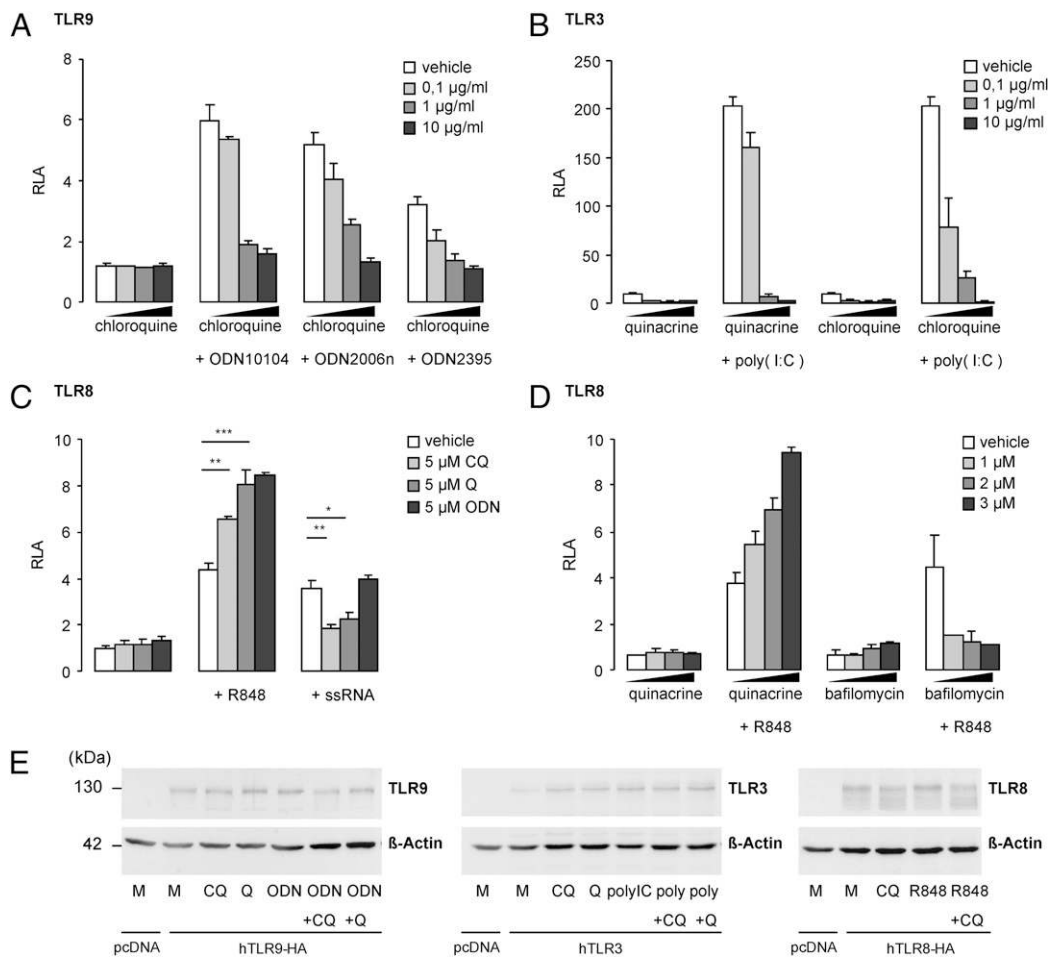 A TLR9
8
6
4
2
0
RLA
vehicle
0,1 µg/ml
1 µg/ml
10 µg/ml
chloroquine chloroquine chloroquine chloroquine
+ ODN10104 + ODN2006n + ODN2395
B TLR3
250
200
150
100
50
0
RLA
vehicle
0,1 µg/ml
1 µg/ml
10 µg/ml
quinacrine quinacrine chloroquine chloroquine
+ poly( I:C ) + poly( I:C )
C TLR8
10
8
6
4
2
0
RLA
***
**
*
**
vehicle
5 µM CQ
5 µM Q
5 µM ODN
+ R848 + ssRNA
D TLR8
10
8
6
4
2
0
RLA
vehicle
1 µM
2 µM
3 µM
quinacrine quinacrine bafilomycin bafilomycin
+ R848 + R848
E (kDa)
130
TLR9
42
ß-Actin
M M CQ Q ODN ODN ODN
+CQ +Q
pcDNA hTLR9-HA
TLR3
ß-Actin
M M CQ Q polyIC poly poly
+CQ +Q
pcDNA hTLR3
TLR8
ß-Actin
M M CQ R848 R848
+CQ
pcDNA hTLR8-HA